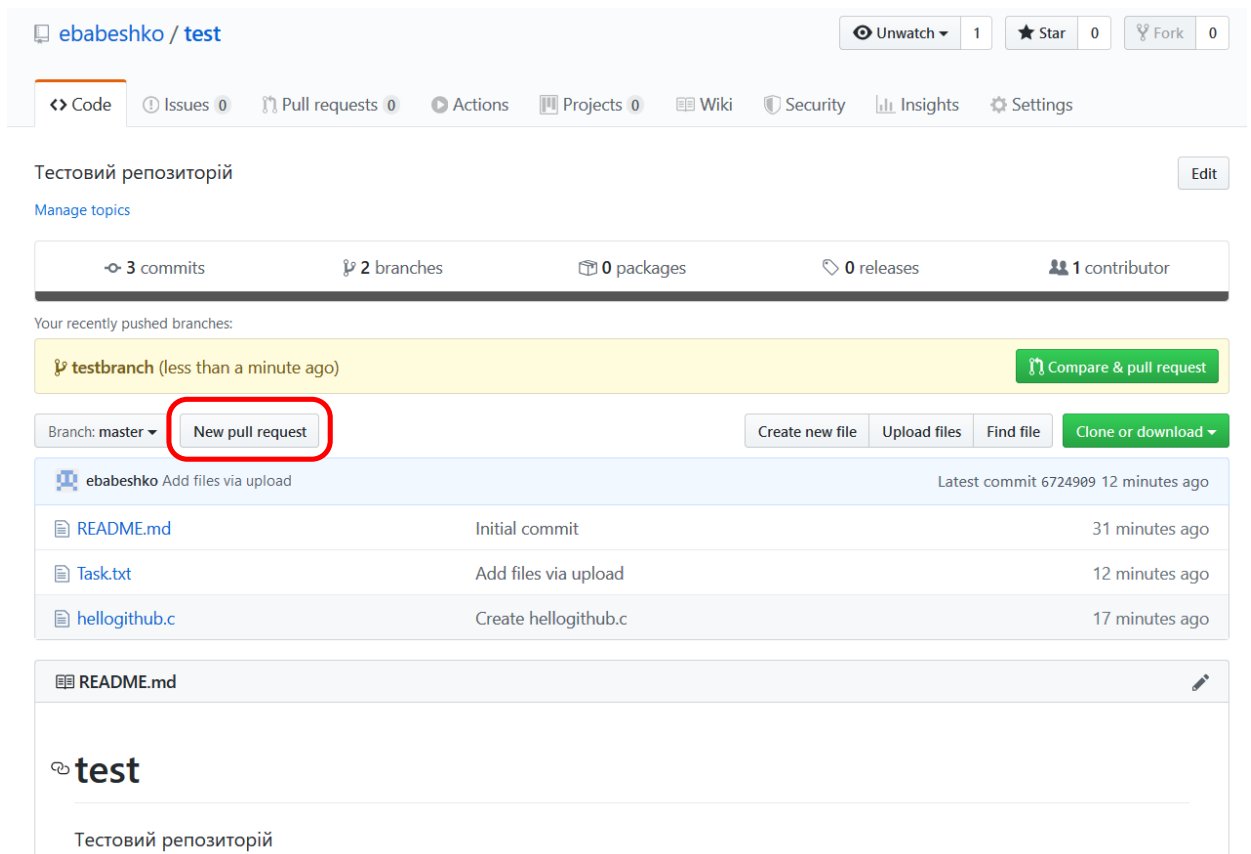 ebabeshko / test Unwatch 1 Star 0 Fork 0
Code Issues 0 Pull requests 0 Actions Projects 0 Wiki Security Insights Settings
Тестовий репозиторій Edit
Manage topics
3 commits 2 branches 0 packages 0 releases 1 contributor
Your recently pushed branches:
testbranch (less than a minute ago) Compare & pull request
Branch: master New pull request Create new file Upload files Find file Clone or download
ebabeshko Add files via upload Latest commit 6724909 12 minutes ago
README.md Initial commit 31 minutes ago
Task.txt Add files via upload 12 minutes ago
hellogithub.c Create hellogithub.c 17 minutes ago
README.md
test
Тестовий репозиторій